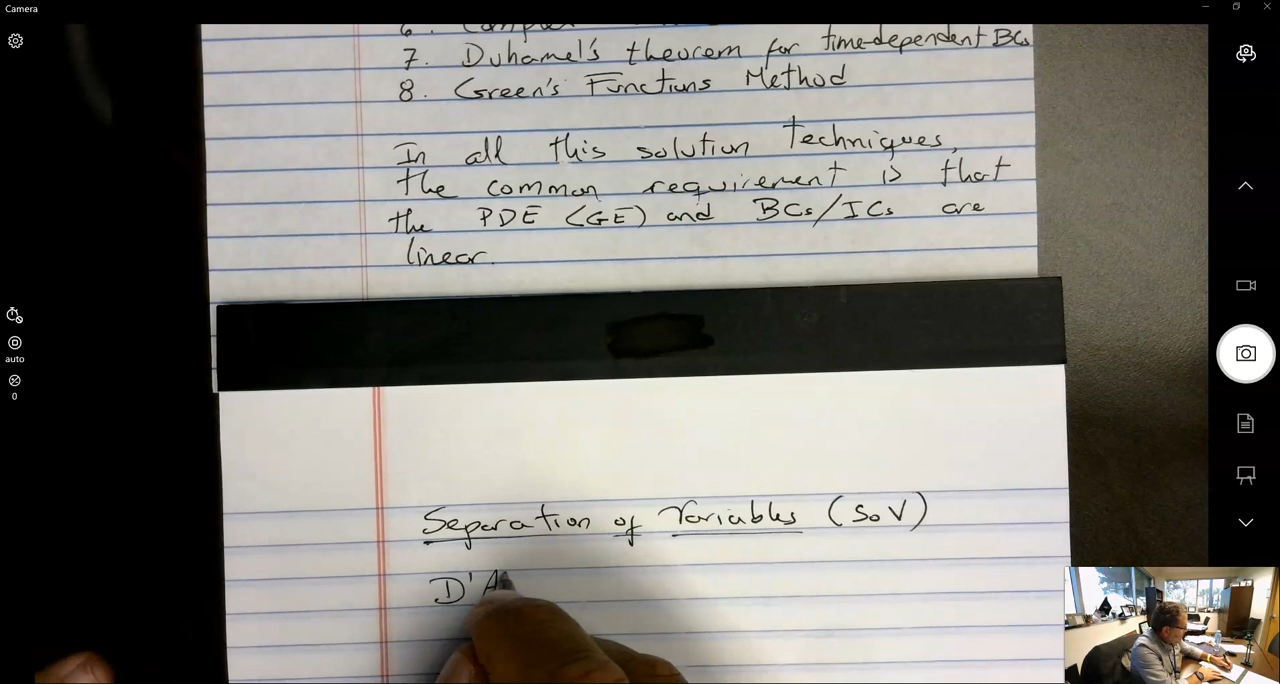 Camera
6.
7. Duhamel's theorem for time-dependent BCs
8. Green's Functions Method
In all this solution techniques,
the common requirement is that
the PDE (GE) and BCs/ICs are
linear.
auto
0
Separation of Variables (SoV)
D'A